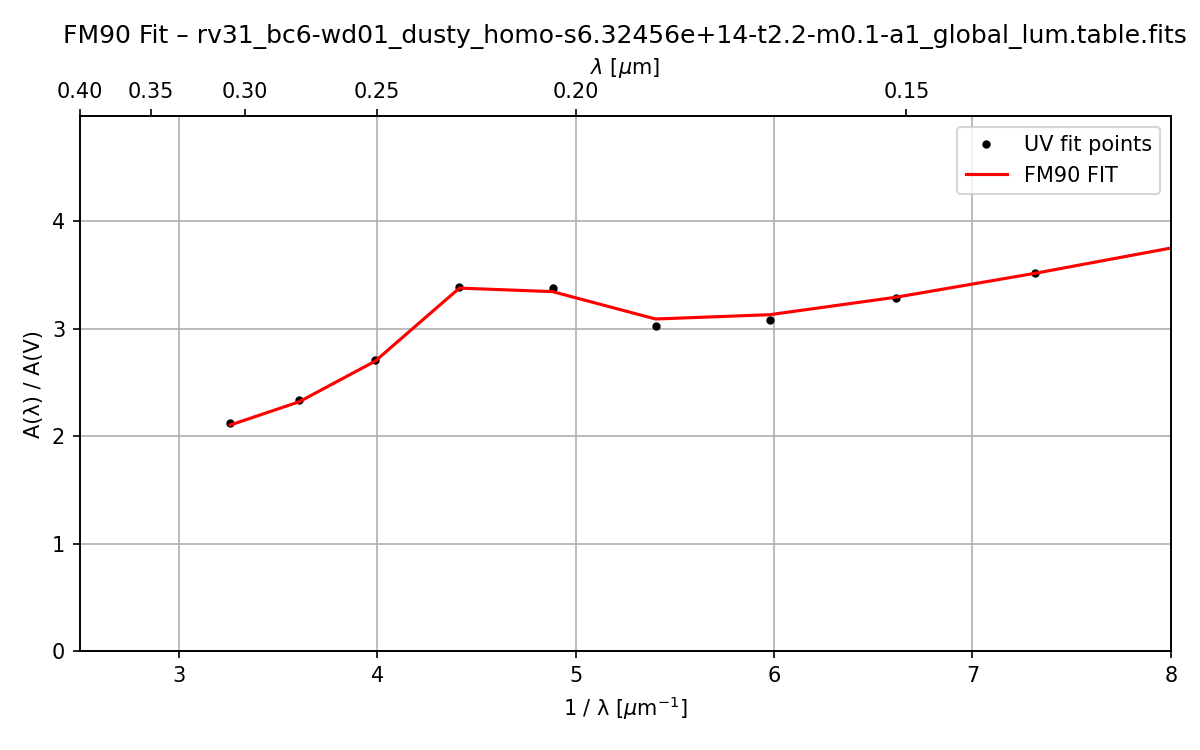 FM90 Fit – rv31_bc6-wd01_dusty_homo-s6.32456e+14-t2.2-m0.1-a1_global_lum.table.fits
λ [μm]
0.40 0.35 0.30 0.25 0.20 0.15
UV fit points
FM90 FIT
A(λ) / A(V)
4
3
2
1
0
3 4 5 6 7 8
1 / λ [μm⁻¹]